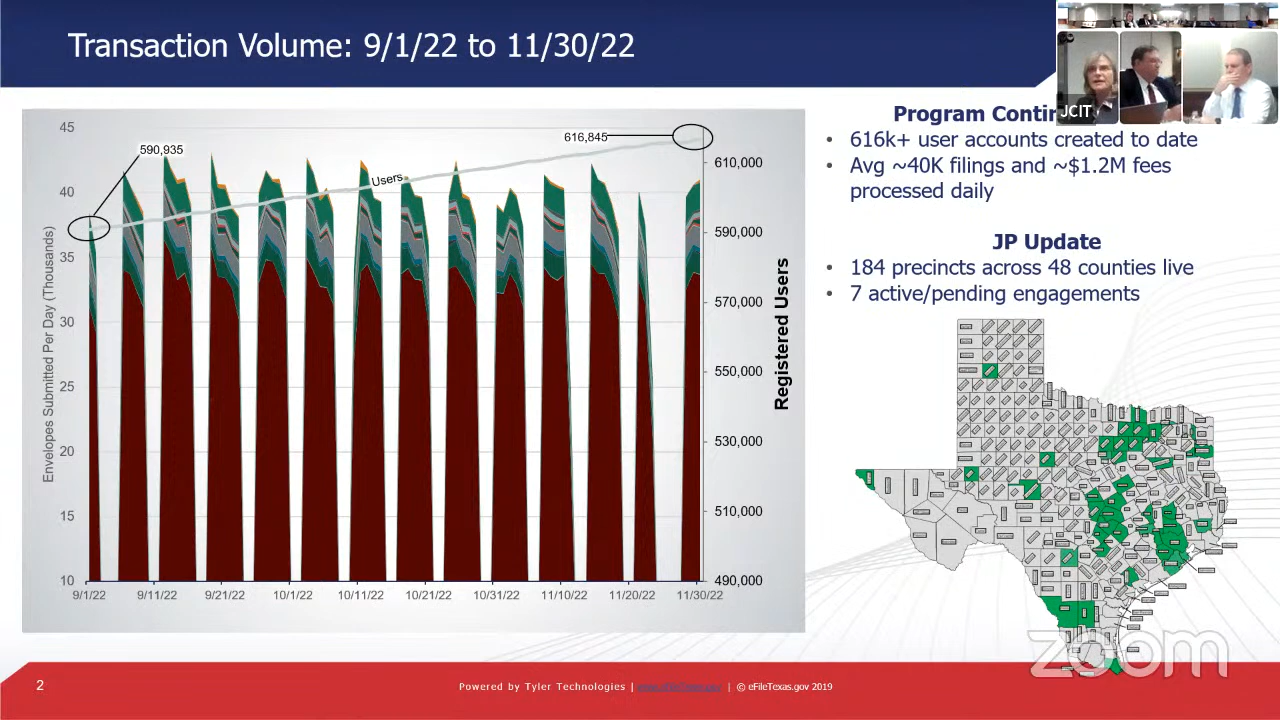 Transaction Volume: 9/1/22 to 11/30/22
JCIT
45
40
35
30
25
20
15
10
Envelopes Submitted Per Day (Thousands)
590,935
616,845
Users
610,000
590,000
570,000
550,000
530,000
510,000
490,000
Registered Users
9/1/22
9/11/22
9/21/22
10/1/22
10/11/22
10/21/22
10/31/22
11/10/22
11/20/22
11/30/22
Program
• 616k+ user accounts created to date
• Avg ~40K filings and ~$1.2M fees
processed daily
JP Update
• 184 precincts across 48 counties live
• 7 active/pending engagements
zoom
2
Powered by Tyler Technologies | | © eFileTexas.gov 2019